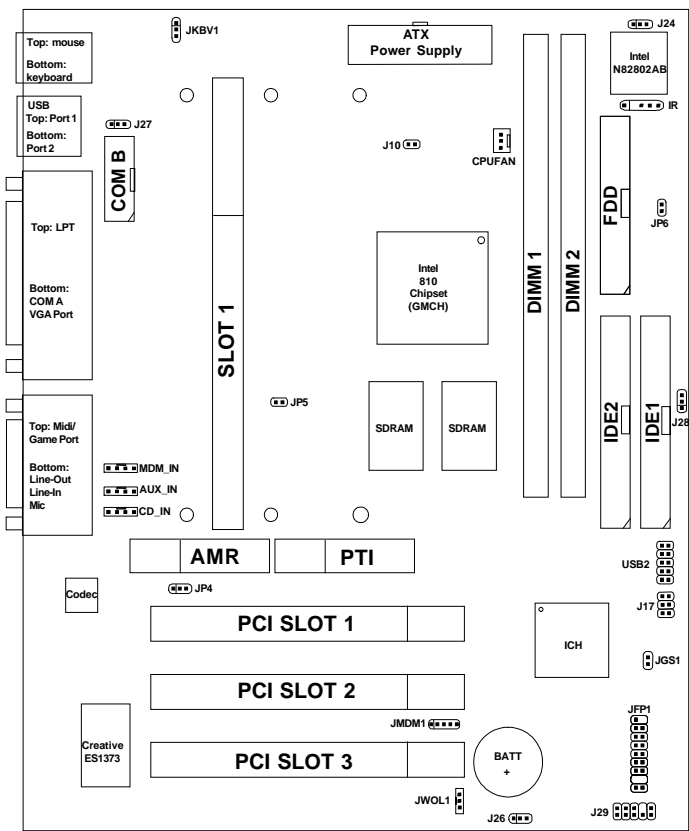 JKBV1
ATX
Power Supply
J24
Top: mouse
Bottom:
keyboard
Intel
N82802AB
USB
Top: Port 1
Bottom:
Port 2
J27
IR
J10
CPUFAN
COM B
FDD
JP6
Top: LPT
Bottom:
COM A
VGA Port
Intel
810
Chipset
(GMCH)
DIMM 1
DIMM 2
SLOT 1
JP5
SDRAM
SDRAM
IDE2
IDE1
J28
Top: Midi/
Game Port
Bottom:
Line-Out
Line-In
Mic
MDM_IN
AUX_IN
CD_IN
AMR
PTI
USB2
Codec
JP4
J17
PCI SLOT 1
ICH
JGS1
PCI SLOT 2
JFP1
JMDM1
Creative
ES1373
PCI SLOT 3
BATT
+
JWOL1
J26
J29